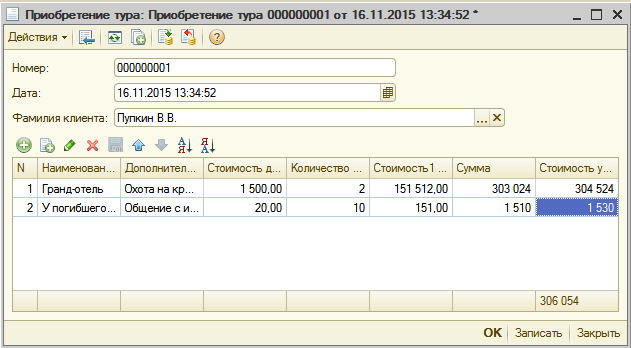 Приобретение тура: Приобретение тура 000000001 от 16.11.2015 13:34:52 *
Действия
Номер: 000000001
Дата: 16.11.2015 13:34:52
Фамилия клиента: Пупкин В.В.
N Наименован... Дополнител... Стоимость д... Количество ... Стоимость1 ... Сумма Стоимость у...
1 Гранд-отель Охота на кр... 1 500,00 2 151 512,00 303 024 304 524
2 У погибшего... Общение с и... 20,00 10 151,00 1 510 1 530
306 054
OK Записать Закрыть